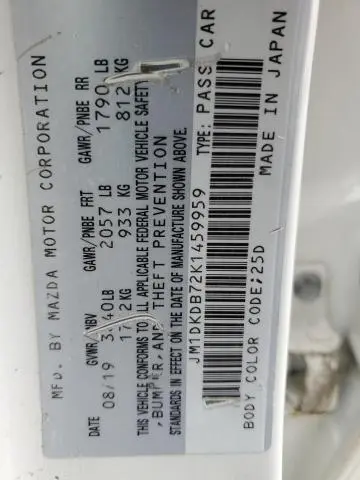 MFD. BY MAZDA MOTOR CORPORATION
GVWR/PNBV GAWR/PNBE FRT GAWR/PNBE RR
08/19 2057 LB 1790 LB
933 KG 812 KG
THIS VEHICLE CONFORMS TO ALL APPLICABLE FEDERAL MOTOR VEHICLE SAFETY
,BUMPER,AND THEFT PREVENTION
STANDARDS IN EFFECT ON THE DATE OF MANUFACTURE SHOWN ABOVE.
JM1DKDB72K1459959 TYPE: PASS CAR
BODY COLOR CODE;25D MADE IN JAPAN